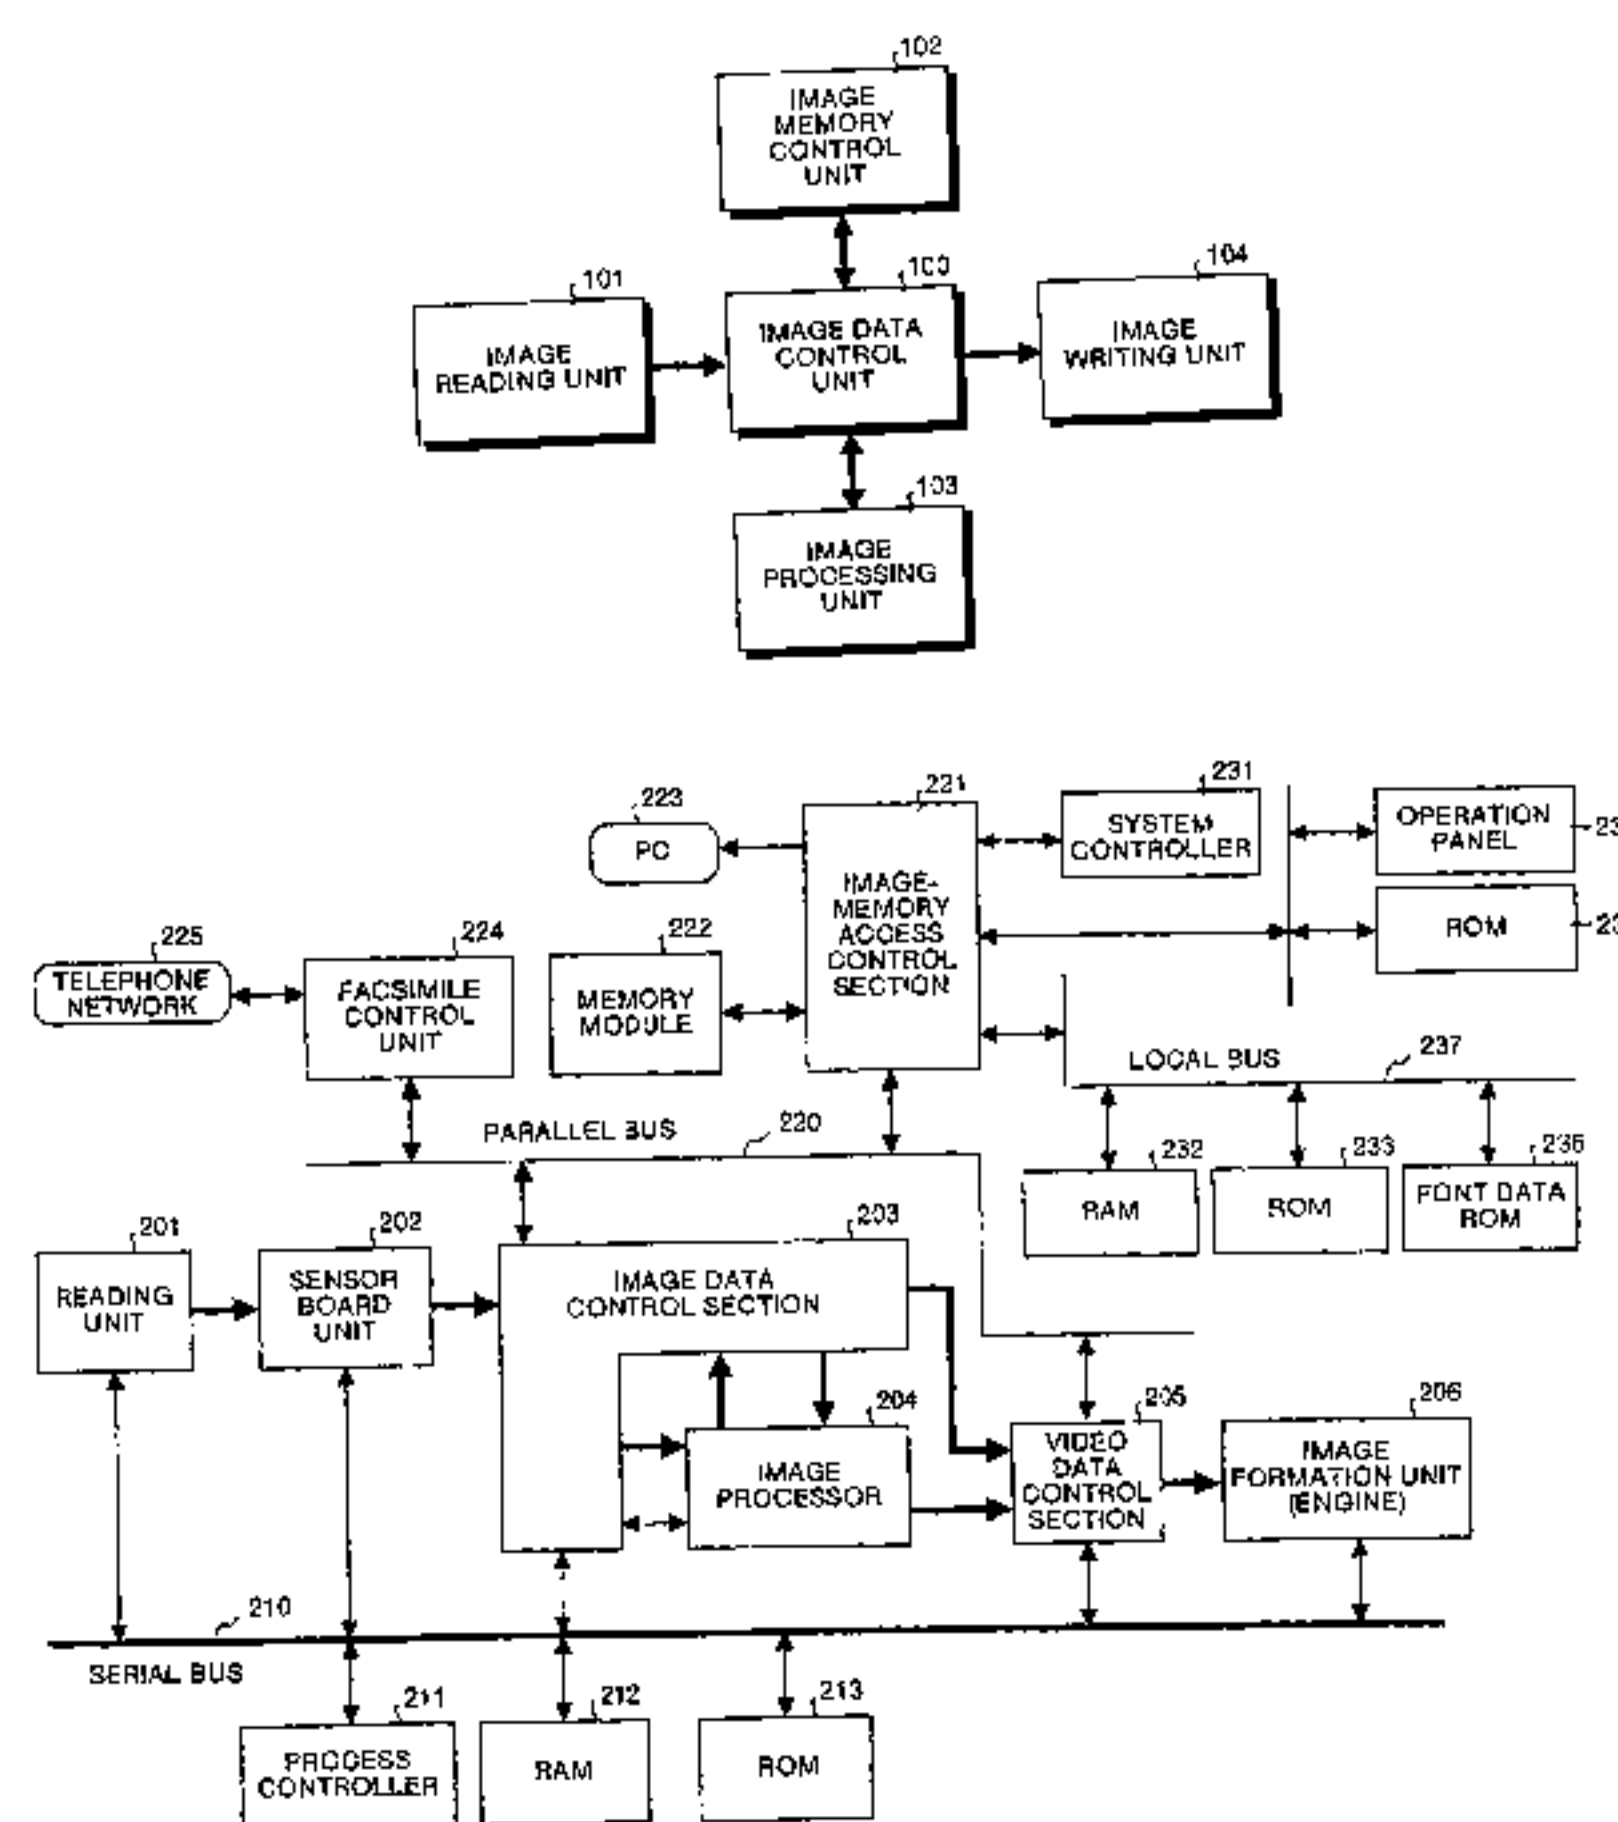 102
IMAGE
MEMORY
CONTROL
UNIT
101
100
104
IMAGE
READING UNIT
IMAGE DATA
CONTROL
UNIT
IMAGE
WRITING UNIT
103
IMAGE
PROCESSING
UNIT
223
PC
221
IMAGE-
MEMORY
ACCESS
CONTROL
SECTION
231
SYSTEM
CONTROLLER
OPERATION
PANEL
23
ROM
23
225
TELEPHONE
NETWORK
224
FACSIMILE
CONTROL
UNIT
222
MEMORY
MODULE
LOCAL BUS
237
PARALLEL BUS
220
232
RAM
233
ROM
FONT DATA
ROM
201
READING
UNIT
202
SENSOR
BOARD
UNIT
203
IMAGE DATA
CONTROL SECTION
204
IMAGE
PROCESSOR
205
VIDEO
DATA
CONTROL
SECTION
206
IMAGE
FORMATION UNIT
(ENGINE)
210
SERIAL BUS
211
PROCESS
CONTROLLER
212
RAM
213
ROM